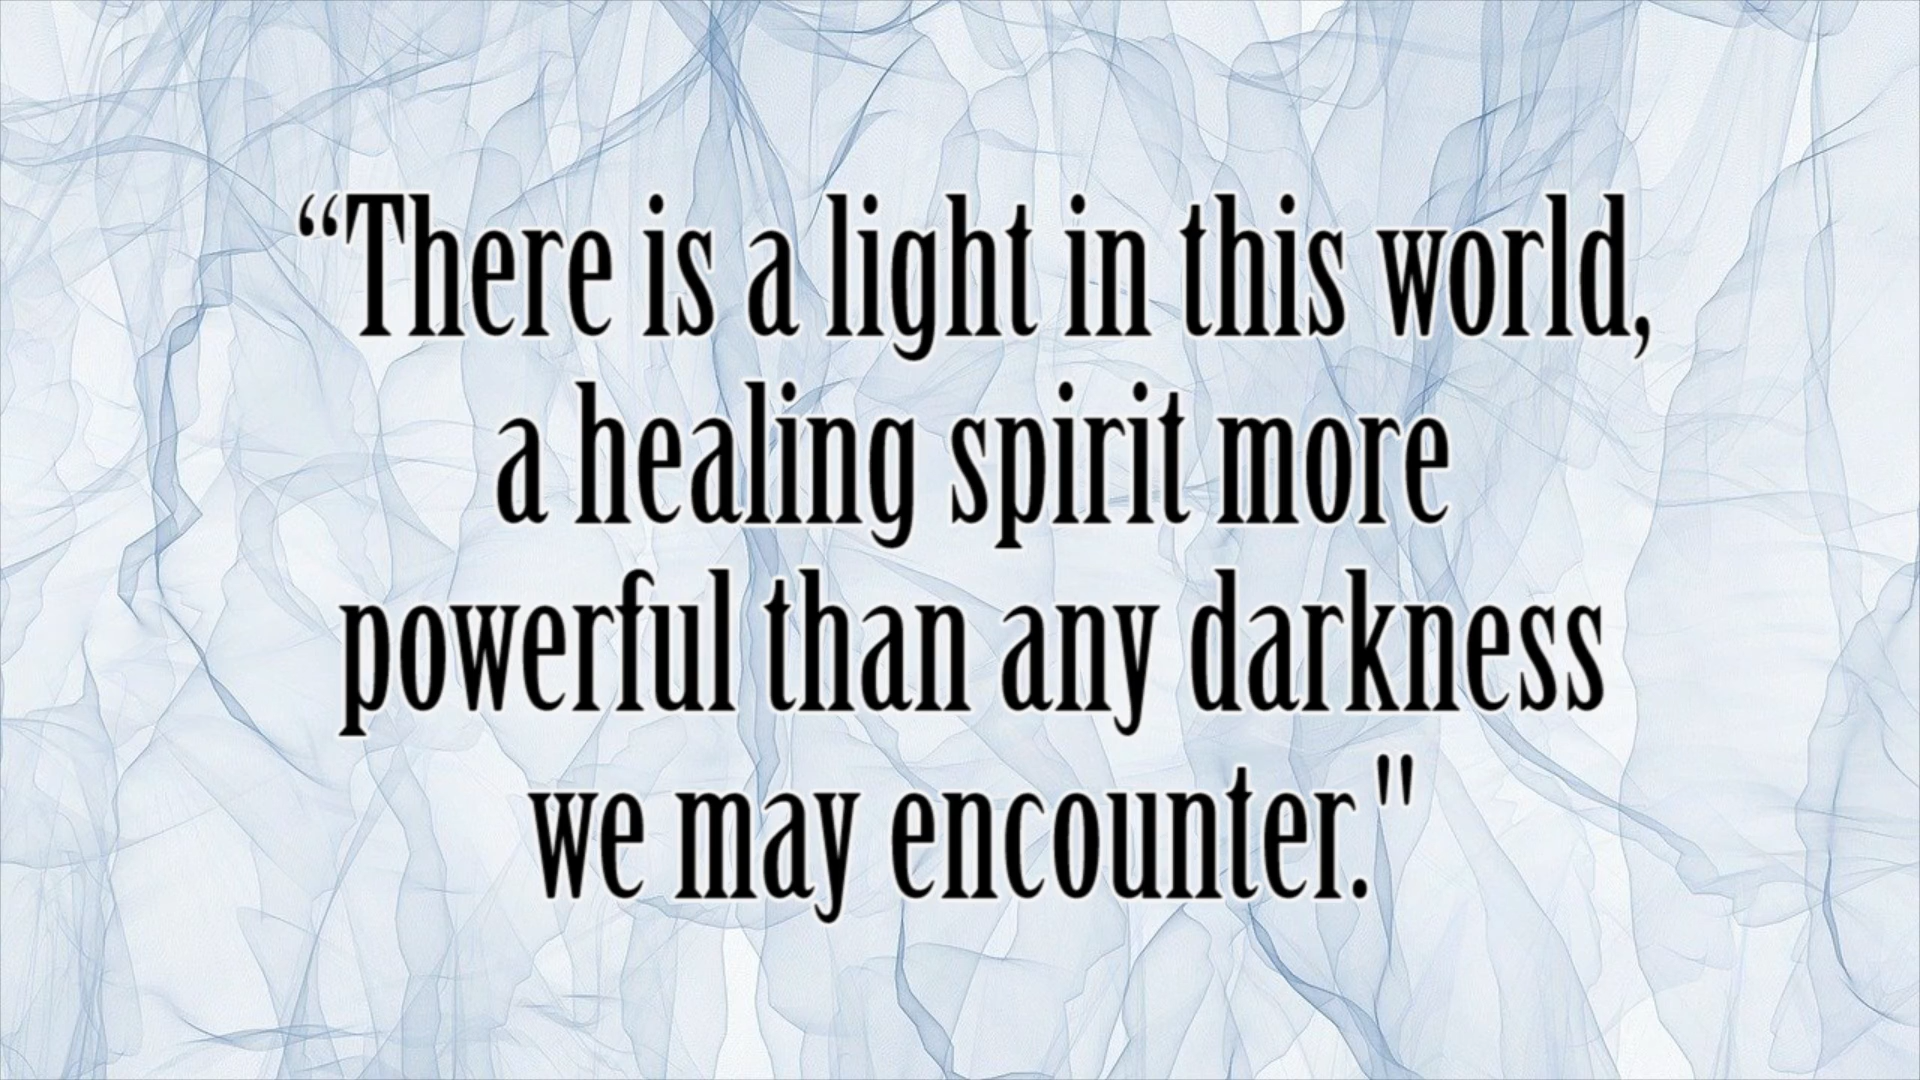 “There is a light in this world,
a healing spirit more
powerful than any darkness
we may encounter."